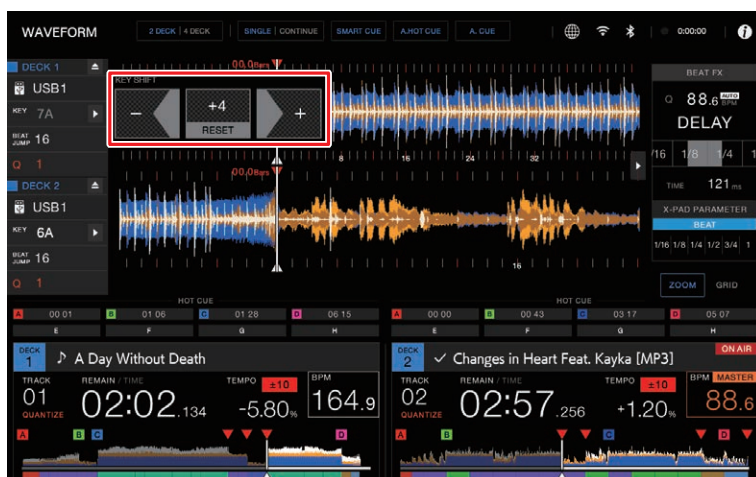 WAVEFORM
2 DECK | 4 DECK
SINGLE | CONTINUE
SMART CUE
A.HOT CUE
A. CUE
0:00:00
DECK 1
USB1
KEY 7A
BEAT JUMP 16
Q 1
00.0Bars
KEY SHIFT
-
+4
RESET
+
8 16 24 32
DECK 2
USB1
KEY 6A
BEAT JUMP 16
Q 1
00.0Bars
16
BEAT FX
Q 88.6 AUTO BPM
DELAY
/16 1/8 1/4 1
TIME 121 ms
X-PAD PARAMETER
BEAT
1/16 1/8 1/4 1/2 3/4 1
ZOOM GRID
HOT CUE
A 00 01 B 01 06 C 01 28 D 06 15
E F G H
HOT CUE
A 00 00 B 00 43 C 03 17 D 05 07
E F G H
DECK 1
A Day Without Death
TRACK 01
QUANTIZE
REMAIN / TIME
02:02.134
TEMPO ±10
-5.80%
BPM
164.9
A B C D
DECK 2
Changes in Heart Feat. Kayka [MP3]
ON AIR
TRACK 02
QUANTIZE
REMAIN / TIME
02:57.256
TEMPO ±10
+1.20%
BPM MASTER
88.6
A B C D